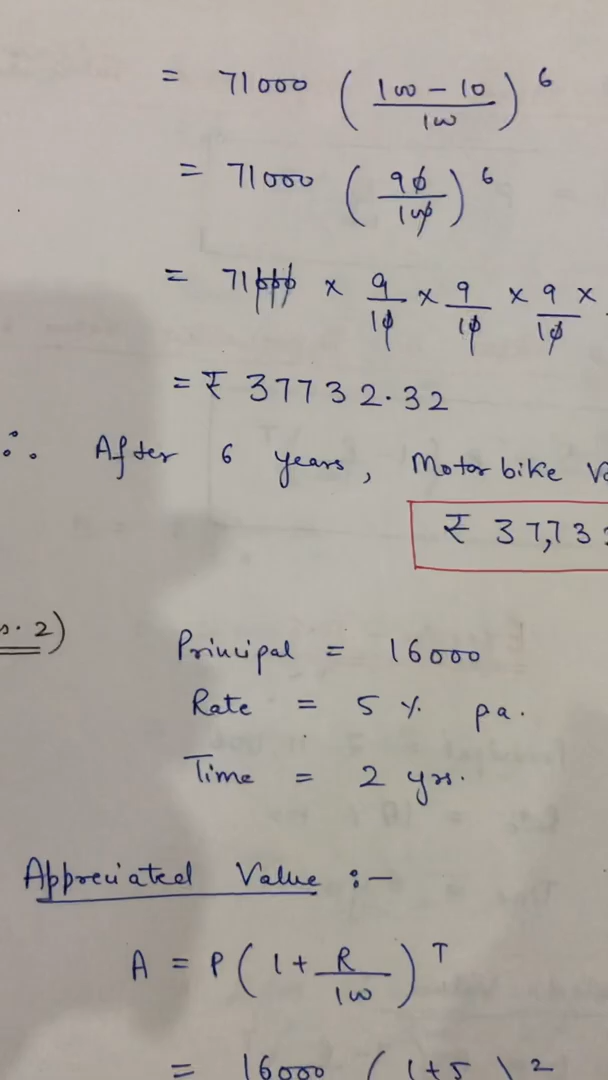 = 71000 ( 100 - 10 / 100 ) 6
= 71000 ( 90 / 100 ) 6
= 71000 × 9/10 × 9/10 × 9/10 ×
= ₹ 37732.32
∴ After 6 years, Motorbike
₹ 37,73
. 2)
Principal = 16000
Rate = 5 % pa.
Time = 2 yrs.
Appreciated Value :-
A = P ( 1 + R / 100 ) T
= 16000 ( 1+5 ) 2